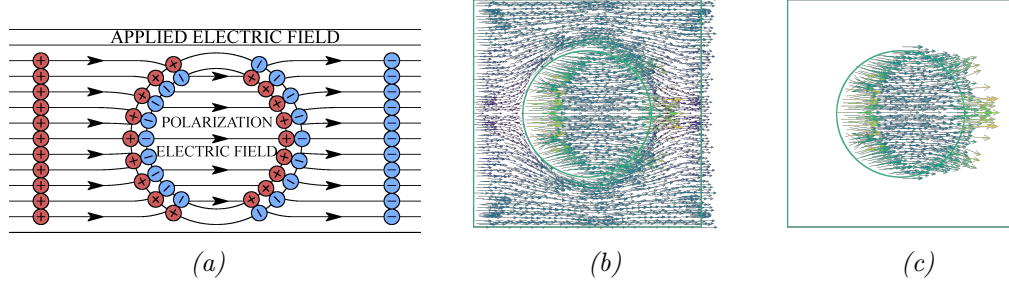 APPLIED ELECTRIC FIELD
POLARIZATION
ELECTRIC FIELD
(a)
(b)
(c)